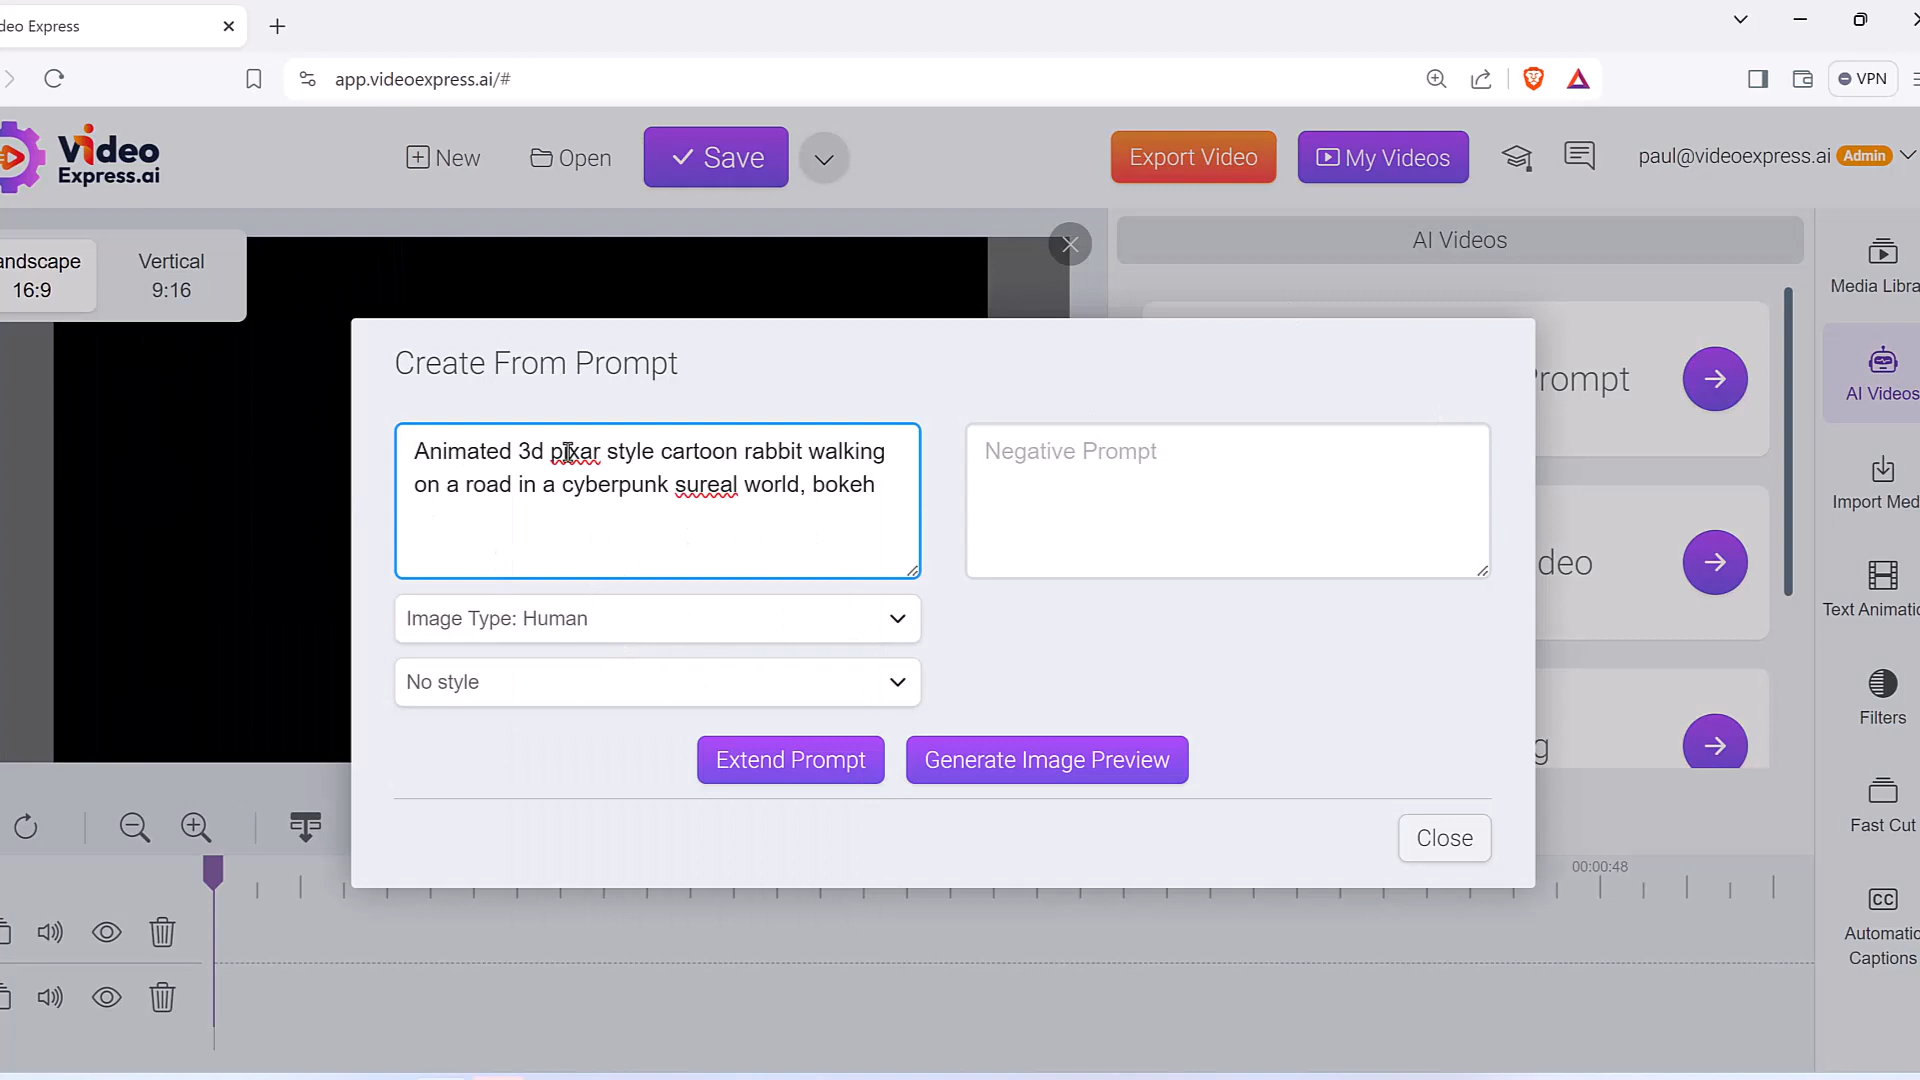 deo Express
app.videoexpress.ai/#
VPN
Video
Express.ai
New
Open
Save
Export Video
My Videos
paul@videoexpress.ai
Admin
andscape
16:9
Vertical
9:16
AI Videos
Media Libra
Create From Prompt
Prompt
AI Videos
Animated 3d pixar style cartoon rabbit walking
on a road in a cyberpunk sureal world, bokeh
Negative Prompt
Import Med
deo
Image Type: Human
Text Animatic
No style
Filters
g
Extend Prompt
Generate Image Preview
Fast Cut
Close
00:00:48
CC
Automatic
Captions